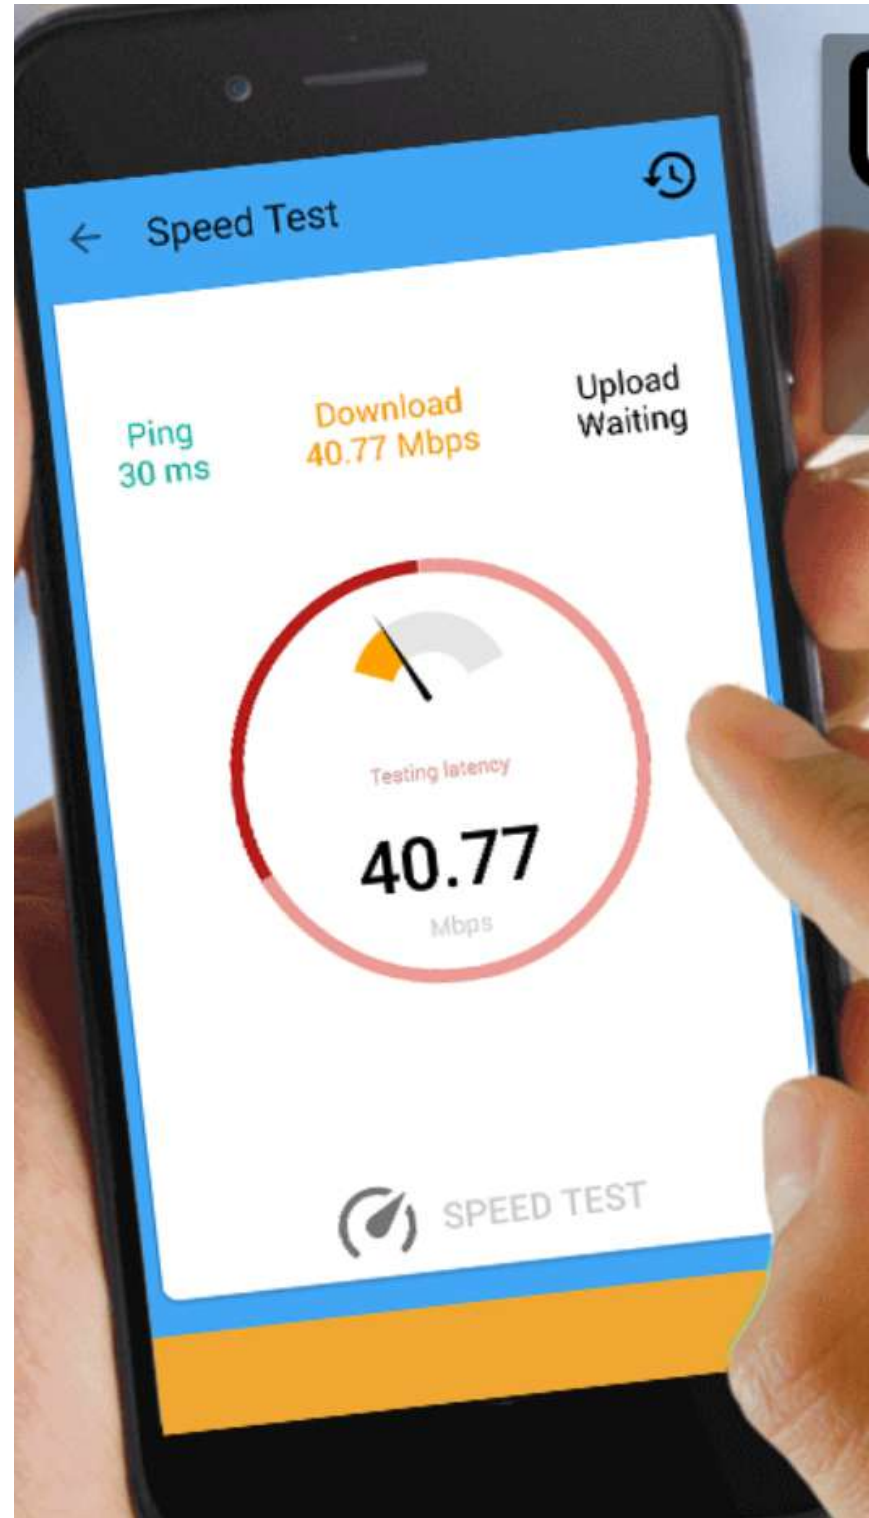 Speed Test
Ping
30 ms
Download
40.77 Mbps
Upload
Waiting
Testing latency
40.77
Mbps
SPEED TEST